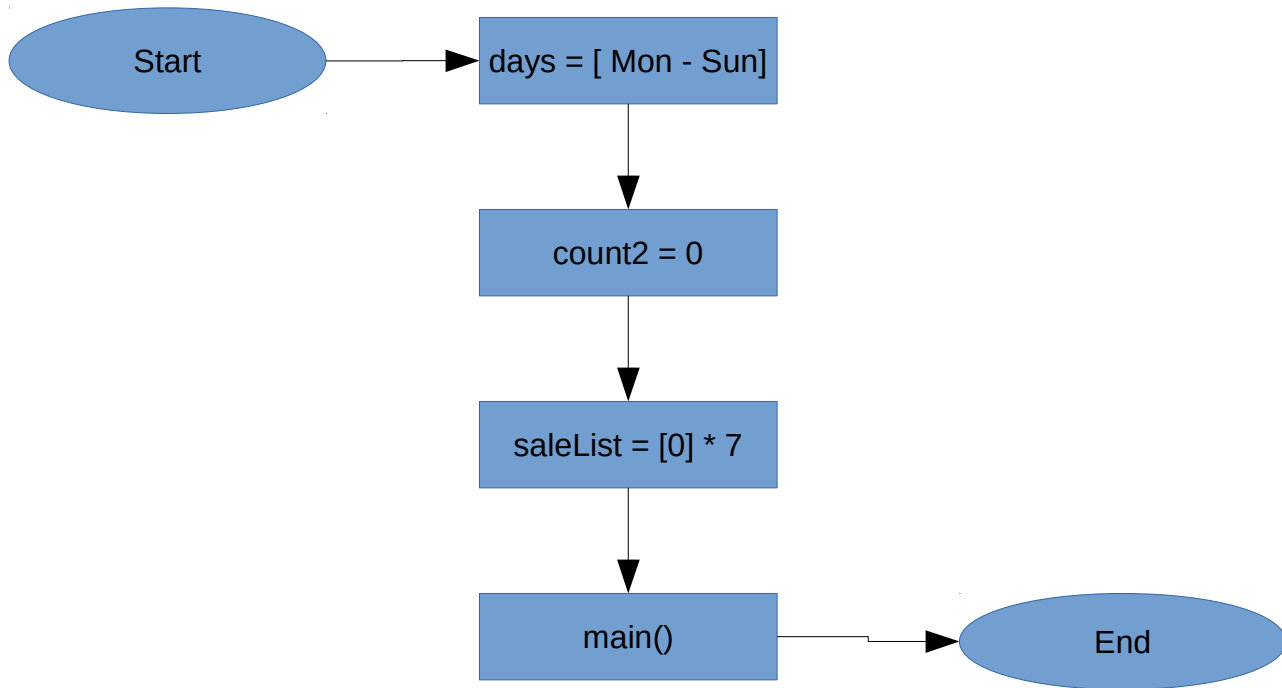 Start
days = [ Mon - Sun]
count2 = 0
saleList = [0] * 7
main()
End